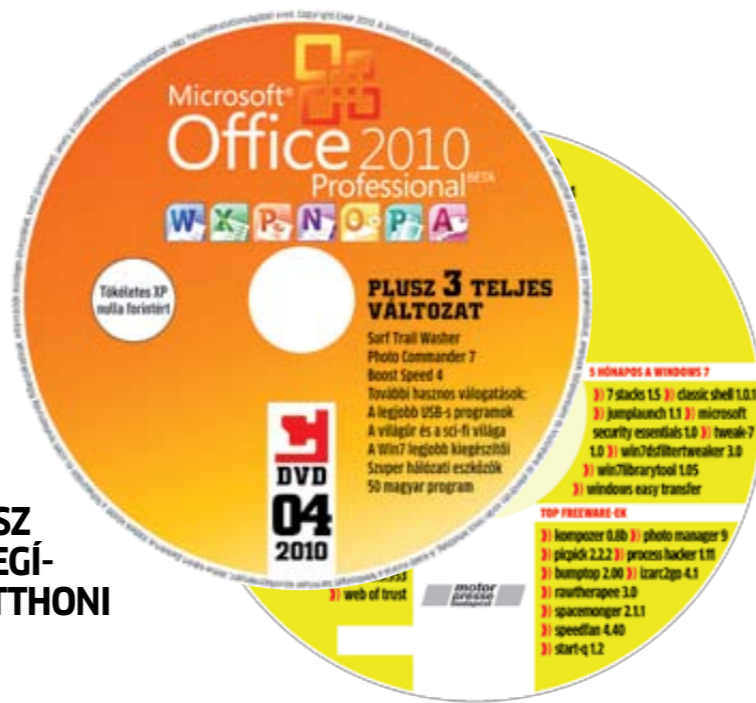 Microsoft®
Office 2010
Professional BETA
W X P N O P A
Tökéletes XP
nulla forintért
PLUSZ 3 TELJES
VÁLTOZAT
Surf Trail Washer
Photo Commander 7
Boost Speed 4
További hasznos válogatások:
A legjobb USB-s programok
A világűr és a sci-fi világa
A Win7 legjobb kiegészítői
Szuper hálózati eszközök
50 magyar program
DVD
04
2010
SZ
EGÍ-
TTHONI
5 HÓNAPOS A WINDOWS 7
⟫ 7 stacks 1.5 ⟫ classic shell 1.0.1
⟫ jumplaunch 1.1 ⟫ microsoft
security essentials 1.0 ⟫ tweak-7
1.0 ⟫ win7dsfiltertweaker 3.0
⟫ win7librarytool 1.05
⟫ windows easy transfer
TOP FREEWARE-EK
⟫ kompozer 0.8b ⟫ photo manager 9
⟫ picpick 2.2.2 ⟫ process hacker 1.11
⟫ bumptop 2.00 ⟫ izarc2go 4.1
⟫ rawtherapee 3.0
⟫ spacemonger 2.1.1
⟫ speedfan 4.40
⟫ start-q 1.2
⟫ web of trust
motor
presse
budapest